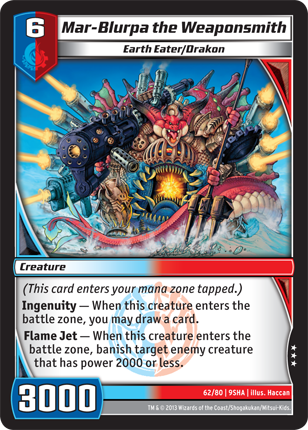 6
Mar-Blurpa the Weaponsmith
Earth Eater/Drakon
Creature
(This card enters your mana zone tapped.)
Ingenuity — When this creature enters the
battle zone, you may draw a card.
Flame Jet — When this creature enters the
battle zone, banish target enemy creature
that has power 2000 or less.
3000
62/80 | 9SHA | illus. Haccan
TM & © 2013 Wizards of the Coast/Shogakukan/Mitsui-Kids.